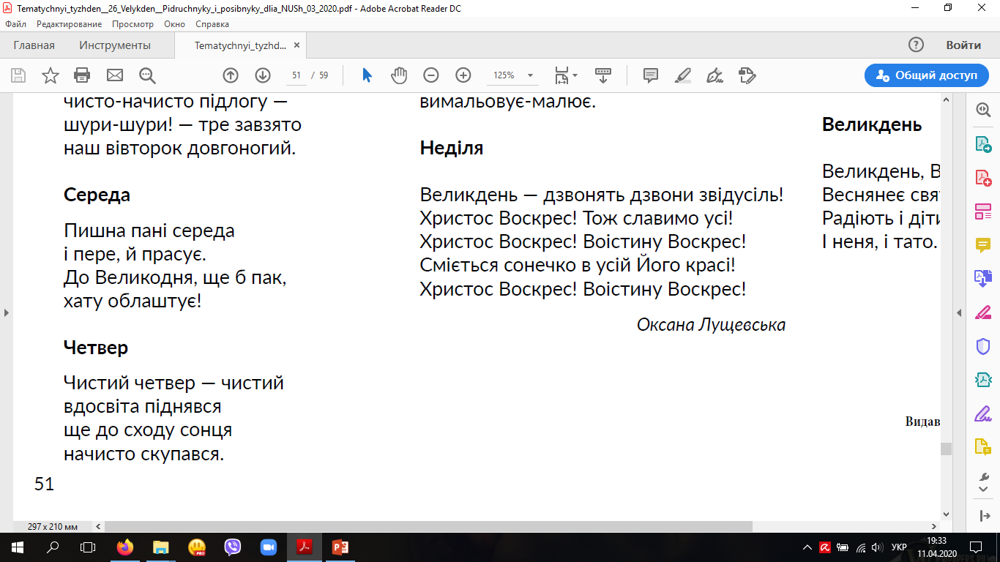 Tematychnyi_tyzhden__26_Velykden__Pidruchnyky_i_posibnyky_dlia_NUSh_03_2020.pdf - Adobe Acrobat Reader DC
Файл Редактирование Просмотр Окно Справка
Главная Инструменты Tematychnyi_tyzhd... Войти
51 / 59 125% Общий доступ
чисто-начисто підлогу —
шури-шури! — тре завзято
наш вівторок довгоногий.
Середа
Пишна пані середа
і пере, й прасує.
До Великодня, ще б пак,
хату облаштує!
Четвер
Чистий четвер — чистий
вдосвіта піднявся
ще до сходу сонця
начисто скупався.
51
вимальовує-малює.
Неділя
Великдень — дзвонять дзвони звідусіль!
Христос Воскрес! Тож славимо усі!
Христос Воскрес! Воістину Воскрес!
Сміється сонечко в усій Його красі!
Христос Воскрес! Воістину Воскрес!
Оксана Лущевська
Великдень
Великдень, В
Веснянеє свя
Радіють і діти
І неня, і тато.
Видав
297 x 210 мм
PRO
УКР
19:33
11.04.2020